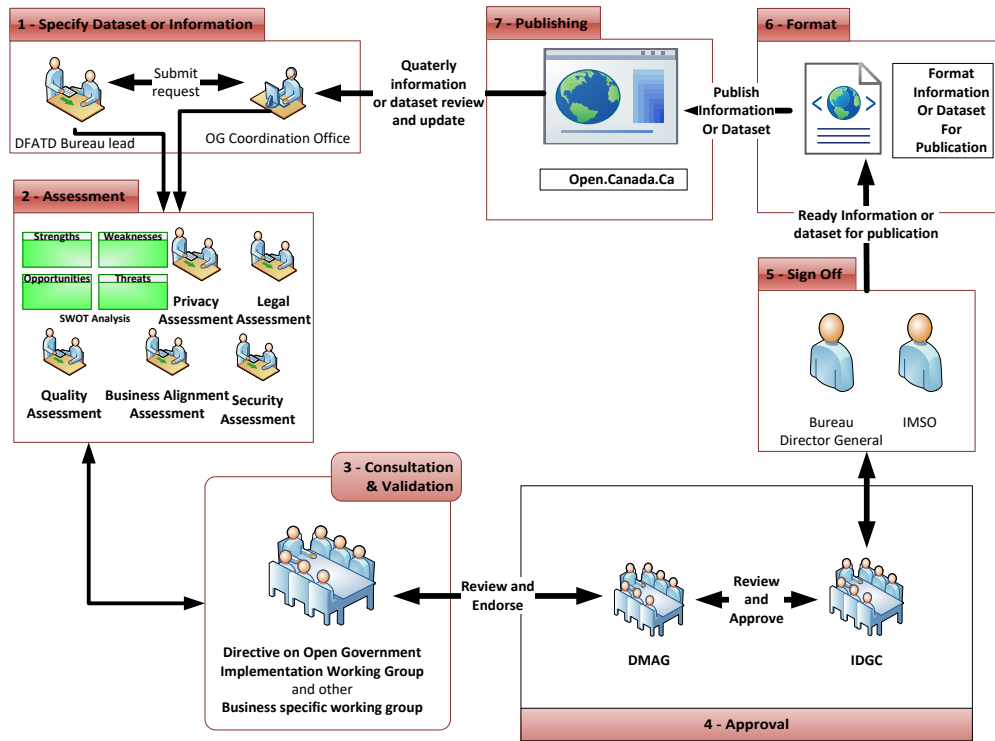 1 - Specify Dataset or Information
Submit
request
DFATD Bureau lead
OG Coordination Office
Quaterly
information
or dataset review
and update
7 - Publishing
Open.Canada.Ca
Publish
Information
Or Dataset
6 - Format
Format
Information
Or Dataset
For
Publication
2 - Assessment
Strengths
Weaknesses
Opportunities
Threats
SWOT Analysis
Privacy
Assessment
Legal
Assessment
Quality
Assessment
Business Alignment
Assessment
Security
Assessment
Ready Information or
dataset for publication
5 - Sign Off
Bureau
Director General
IMSO
3 - Consultation
& Validation
Directive on Open Government
Implementation Working Group
and other
Business specific working group
Review and
Endorse
DMAG
Review
and
Approve
IDGC
4 - Approval